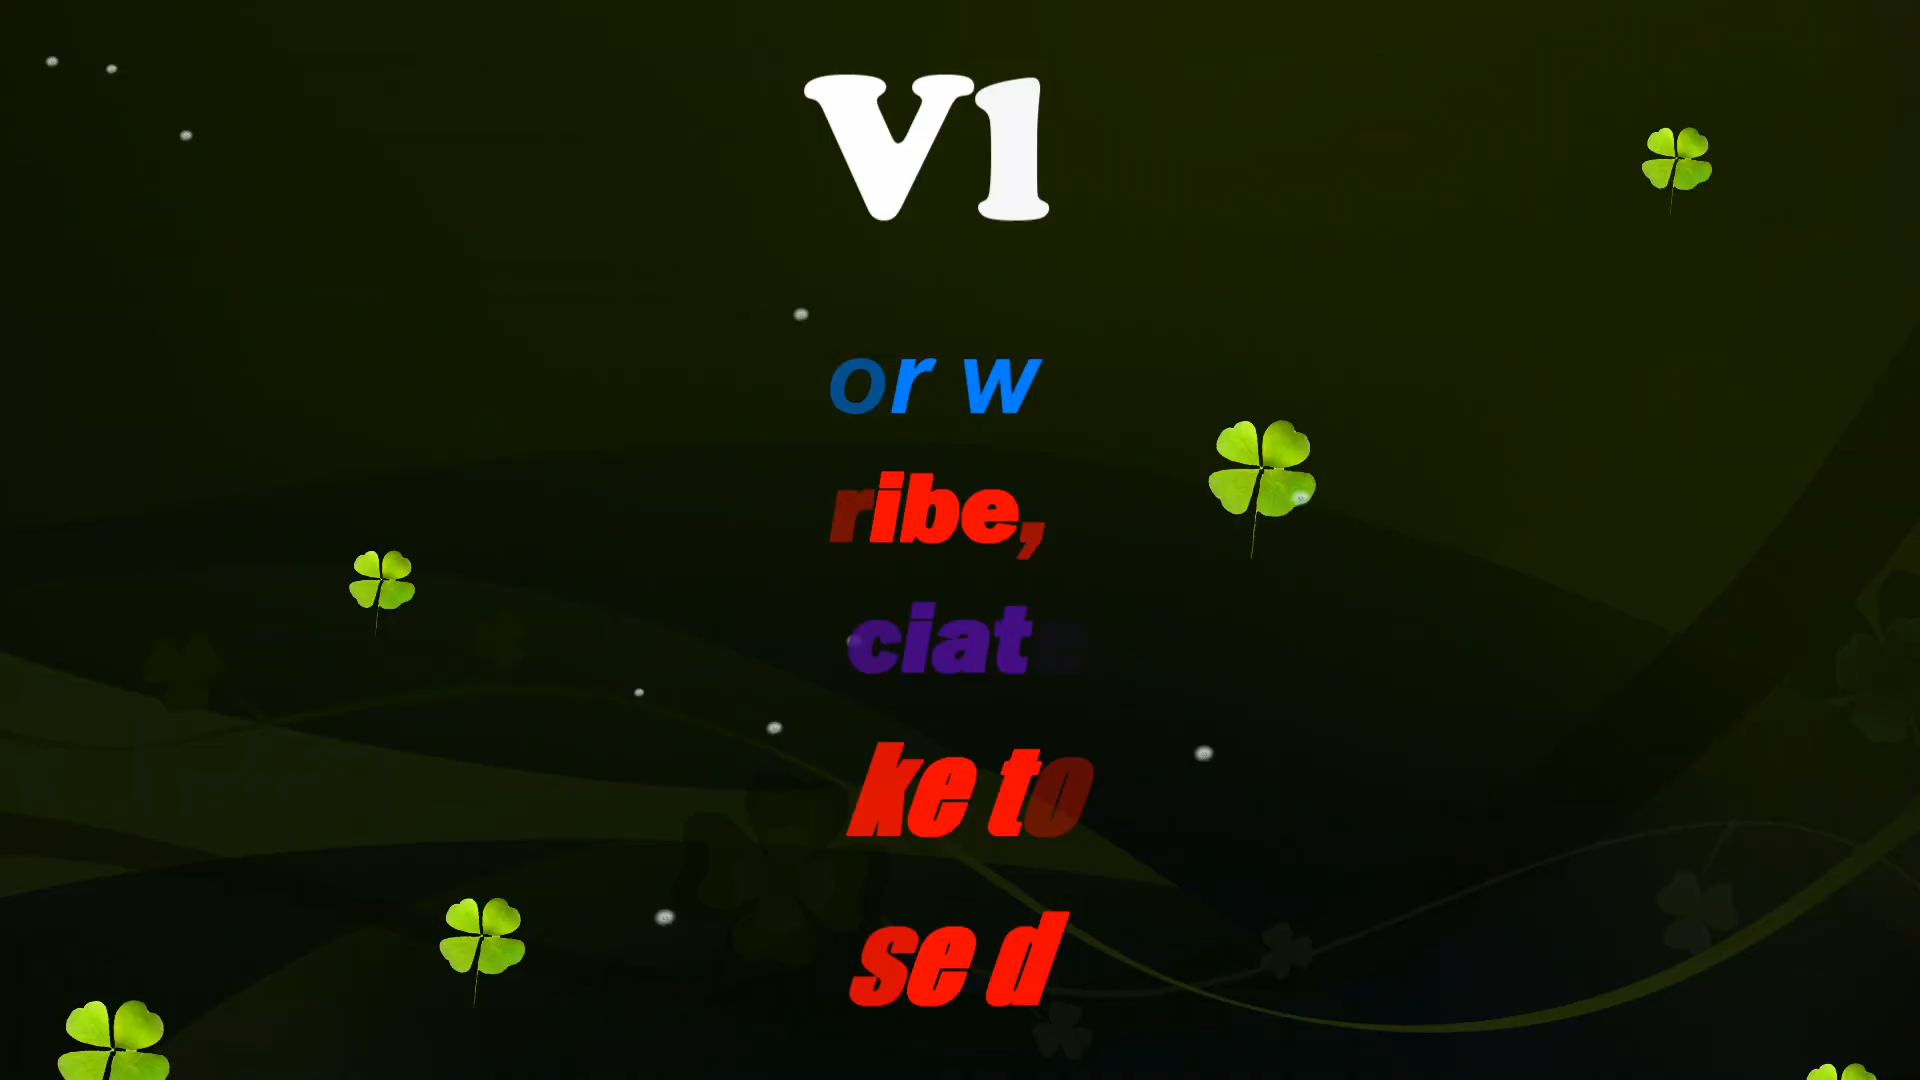 V1
or w
ribe,
ciat
ke to
se d